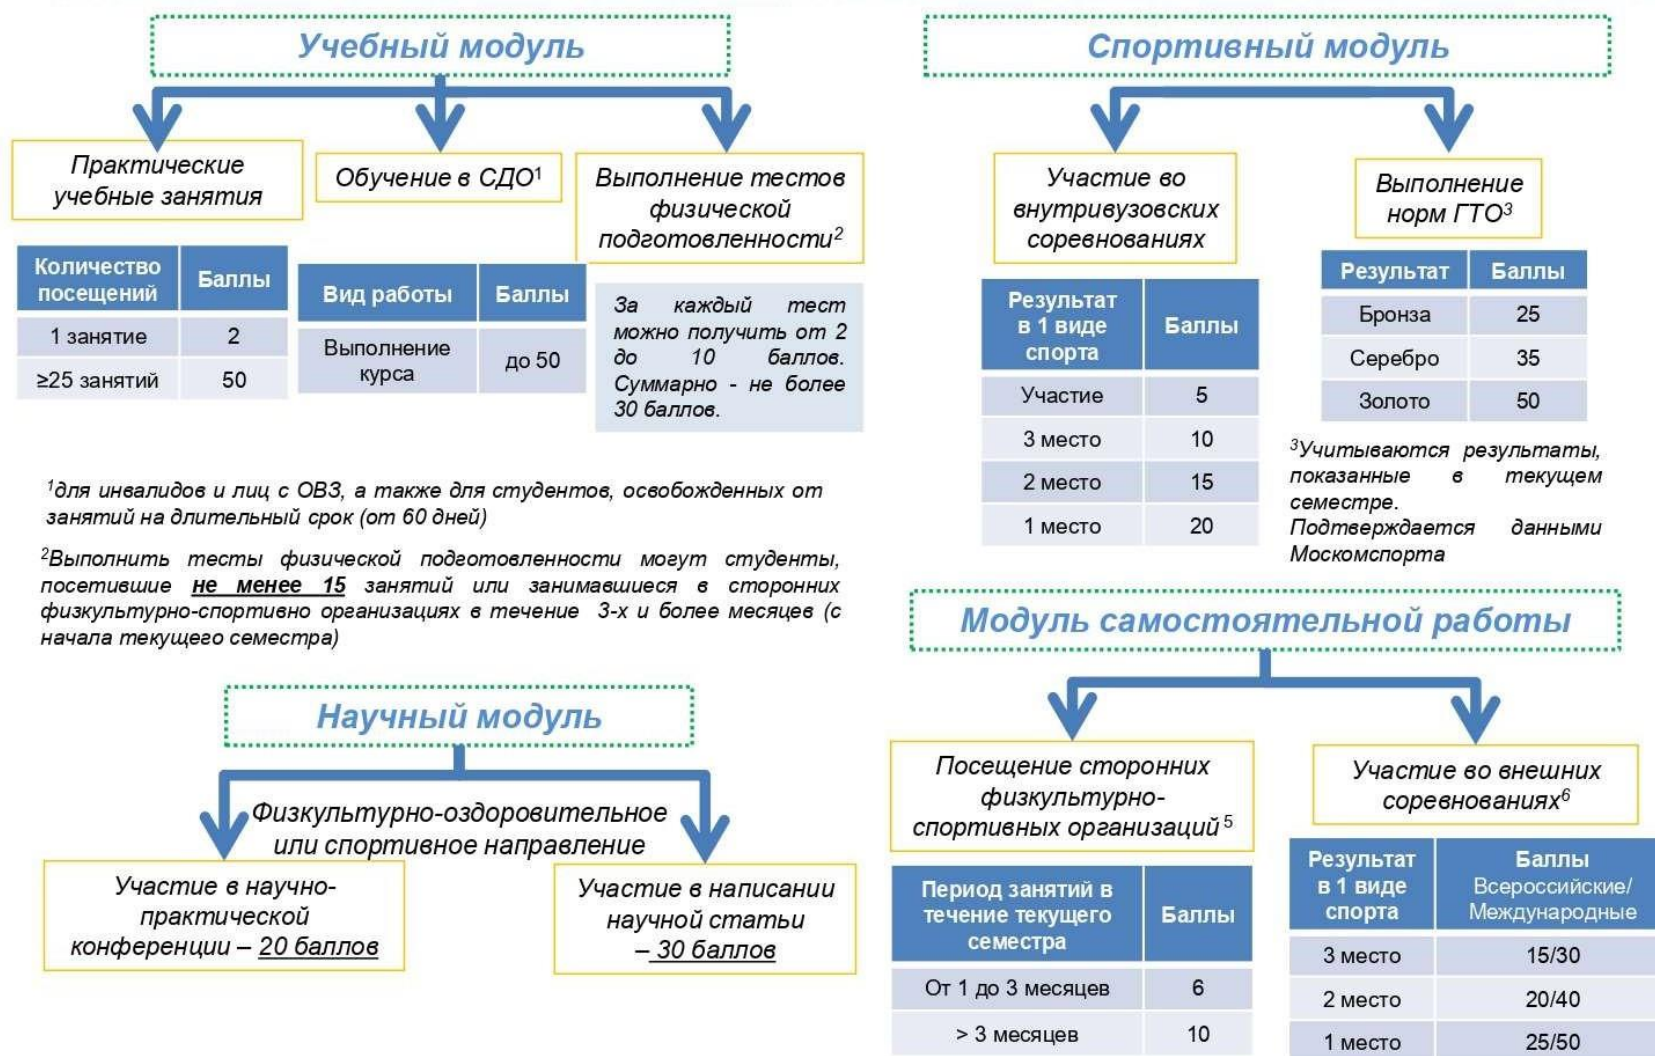 Учебный модуль
Практические
учебные занятия
Количество
посещений
Баллы
1 занятие
2
≥25 занятий
50
Обучение в СДО¹
Вид работы
Баллы
Выполнение
курса
до 50
Выполнение тестов
физической
подготовленности²
За каждый тест
можно получить от 2
до 10 баллов.
Суммарно - не более
30 баллов.
¹для инвалидов и лиц с ОВЗ, а также для студентов, освобожденных от
занятий на длительный срок (от 60 дней)
²Выполнить тесты физической подготовленности могут студенты,
посетившие не менее 15 занятий или занимавшиеся в сторонних
физкультурно-спортивно организациях в течение 3-х и более месяцев (с
начала текущего семестра)
Спортивный модуль
Участие во
внутривузовских
соревнованиях
Результат
в 1 виде
спорта
Баллы
Участие
5
3 место
10
2 место
15
1 место
20
Выполнение
норм ГТО³
Результат
Баллы
Бронза
25
Серебро
35
Золото
50
³Учитываются результаты,
показанные в текущем
семестре.
Подтверждается данными
Москомспорта
Научный модуль
Физкультурно-оздоровительное
или спортивное направление
Участие в научно-
практической
конференции – 20 баллов
Участие в написании
научной статьи
– 30 баллов
Модуль самостоятельной работы
Посещение сторонних
физкультурно-
спортивных организаций ⁵
Период занятий в
течение текущего
семестра
Баллы
От 1 до 3 месяцев
6
> 3 месяцев
10
Участие во внешних
соревнованиях⁶
Результат
в 1 виде
спорта
Баллы
Всероссийские/
Международные
3 место
15/30
2 место
20/40
1 место
25/50